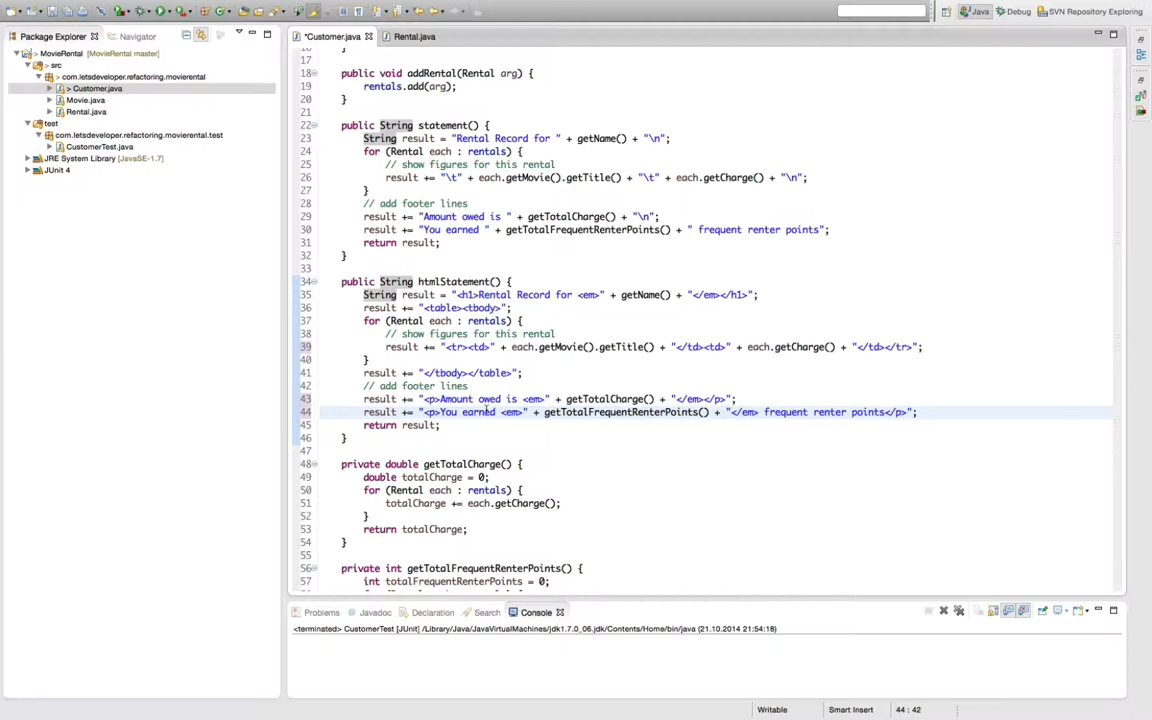 Java
Debug
SVN Repository Exploring
Package Explorer
Navigator
*Customer.java
Rental.java
> MovieRental [MovieRental master]
> src
> com.letsdeveloper.refactoring.movierental
> Customer.java
Movie.java
Rental.java
test
com.letsdeveloper.refactoring.movierental.test
CustomerTest.java
JRE System Library [JavaSE-1.7]
JUnit 4
16 }
17
18 public void addRental(Rental arg) {
19 rentals.add(arg);
20 }
21
22 public String statement() {
23 String result = "Rental Record for " + getName() + "\n";
24 for (Rental each : rentals) {
25 // show figures for this rental
26 result += "\t" + each.getMovie().getTitle() + "\t" + each.getCharge() + "\n";
27 }
28 // add footer lines
29 result += "Amount owed is " + getTotalCharge() + "\n";
30 result += "You earned " + getTotalFrequentRenterPoints() + " frequent renter points";
31 return result;
32 }
33
34 public String htmlStatement() {
35 String result = "<h1>Rental Record for <em>" + getName() + "</em></h1>";
36 result += "<table><tbody>";
37 for (Rental each : rentals) {
38 // show figures for this rental
39 result += "<tr><td>" + each.getMovie().getTitle() + "</td><td>" + each.getCharge() + "</td></tr>";
40 }
41 result += "</tbody></table>";
42 // add footer lines
43 result += "<p>Amount owed is <em>" + getTotalCharge() + "</em></p>";
44 result += "<p>You earned <em>" + getTotalFrequentRenterPoints() + "</em> frequent renter points</p>";
45 return result;
46 }
47
48 private double getTotalCharge() {
49 double totalCharge = 0;
50 for (Rental each : rentals) {
51 totalCharge += each.getCharge();
52 }
53 return totalCharge;
54 }
55
56 private int getTotalFrequentRenterPoints() {
57 int totalFrequentRenterPoints = 0;
Problems
Javadoc
Declaration
Search
Console
<terminated> CustomerTest [JUnit] /Library/Java/JavaVirtualMachines/jdk1.7.0_06.jdk/Contents/Home/bin/java (21.10.2014 21:54:18)
Writable
Smart Insert
44 : 42